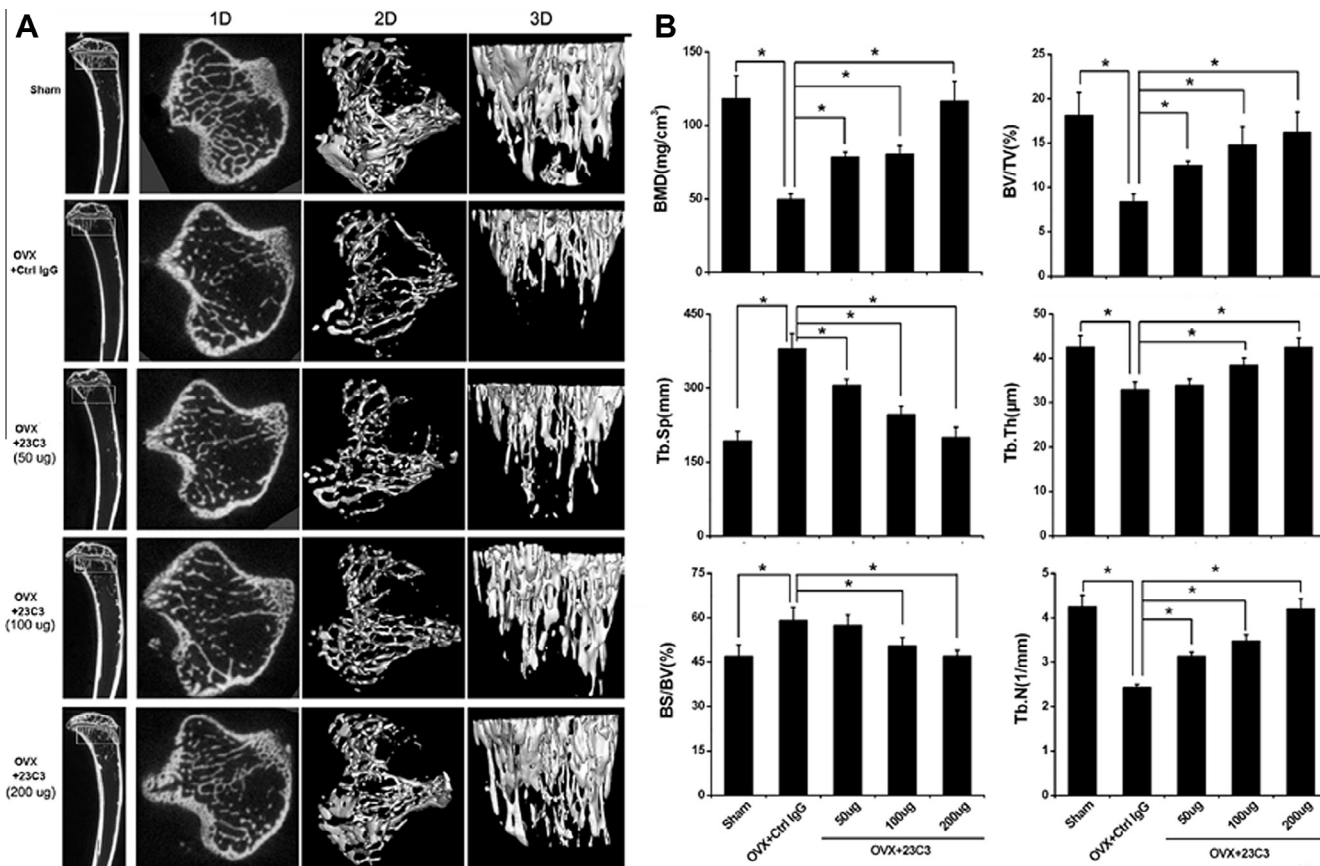 A
1D 2D 3D
Sham
OVX
+Ctrl IgG
OVX
+23C3
(50 ug)
OVX
+23C3
(100 ug)
OVX
+23C3
(200 ug)
B
BMD(mg/cm³)
150
100
50
0
* * * *
BV/TV(%)
25
20
15
10
5
0
* * * *
Tb.Sp(mm)
450
300
150
0
* * * *
Tb.Th(μm)
50
40
30
20
10
0
* * *
BS/BV(%)
75
60
45
30
15
0
* * *
Sham
OVX+Ctrl IgG
50ug
100ug
200ug
OVX+23C3
Tb.N(1/mm)
5
4
3
2
1
0
* * * *
Sham
OVX+Ctrl IgG
50ug
100ug
200ug
OVX+23C3